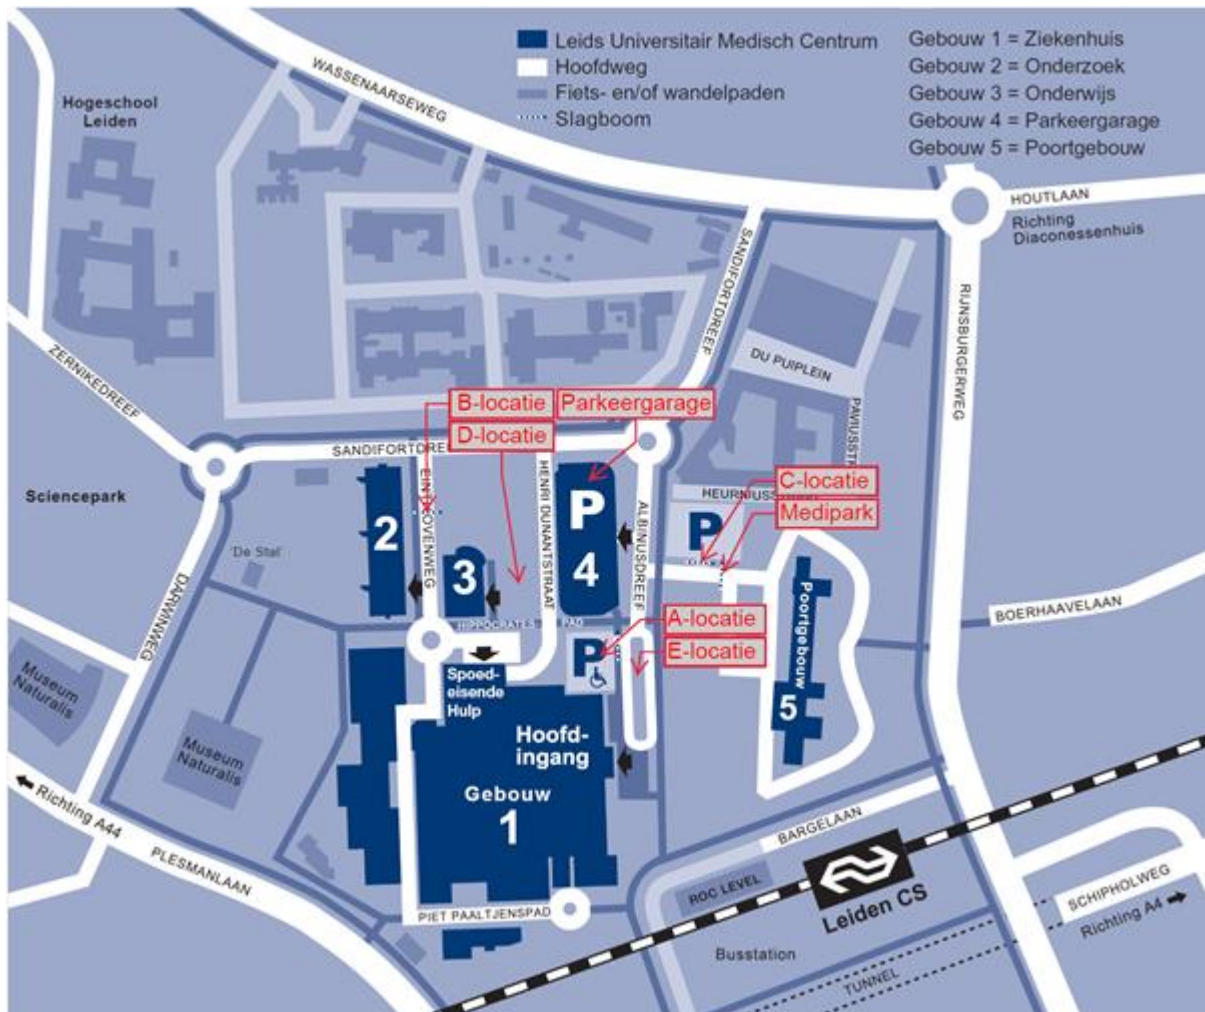 Leids Universitair Medisch Centrum
Hoofdweg
Fiets- en/of wandelpaden
Slagboom
Gebouw 1 = Ziekenhuis
Gebouw 2 = Onderzoek
Gebouw 3 = Onderwijs
Gebouw 4 = Parkeergarage
Gebouw 5 = Poortgebouw
WASSENAARSEWEG
Hogeschool
Leiden
HOUTLAAN
Richting
Diaconessenhuis
SANDIFORTDREEF
RIJNSBURGERWEG
DU PUIPLEIN
ZERNIKEDREEF
B-locatie
Parkeergarage
D-locatie
SANDIFORTDRE
C-locatie
HEURNIUSS
Medipark
Sciencepark
P
P
2
3
4
HENRI DUNANTSTRAAT
ALBINUSDREEF
'De Stal'
DARWINWEG
Poortgebouw
5
BOERHAAVELAAN
HIPPOCRATES
PAD
A-locatie
E-locatie
P
Spoed-
eisende
Hulp
Museum
Naturalis
Museum
Naturalis
Hoofd-
ingang
Gebouw
1
Richting A44
PLESMANLAAN
BARGELAAN
ROC LEVEL
Leiden CS
SCHIPHOLWEG
Richting A4
PIET PAALTJENSPAD
Busstation
TUNNEL